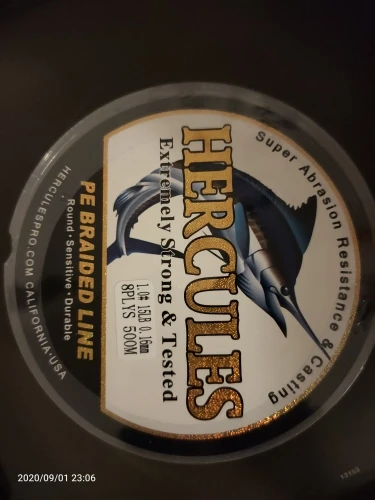 Super Abrasion Resistance & Casting
HERCULES
Extremely Strong & Tested
1.0# 15LB 0.16mm
8PLYS 500M
PE BRAIDED LINE
Round · Sensitive · Durable
HERCULESPRO.COM CALIFORNIA·USA
2020/09/01 23:06